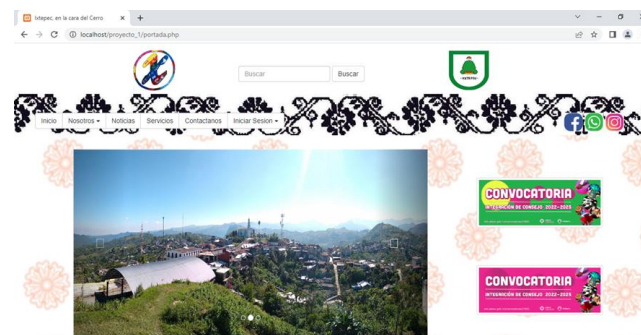 Ixtepec, en la cara del Cerro
localhost/proyecto_1/portada.php
Buscar
Buscar
Inicio
Nosotros
Noticias
Servicios
Contactanos
Iniciar Sesion
CONVOCATORIA
INTEGRACIÓN DE CONSEJO 2022-2025
CONVOCATORIA
INTEGRACIÓN DE CONSEJO 2022-2025